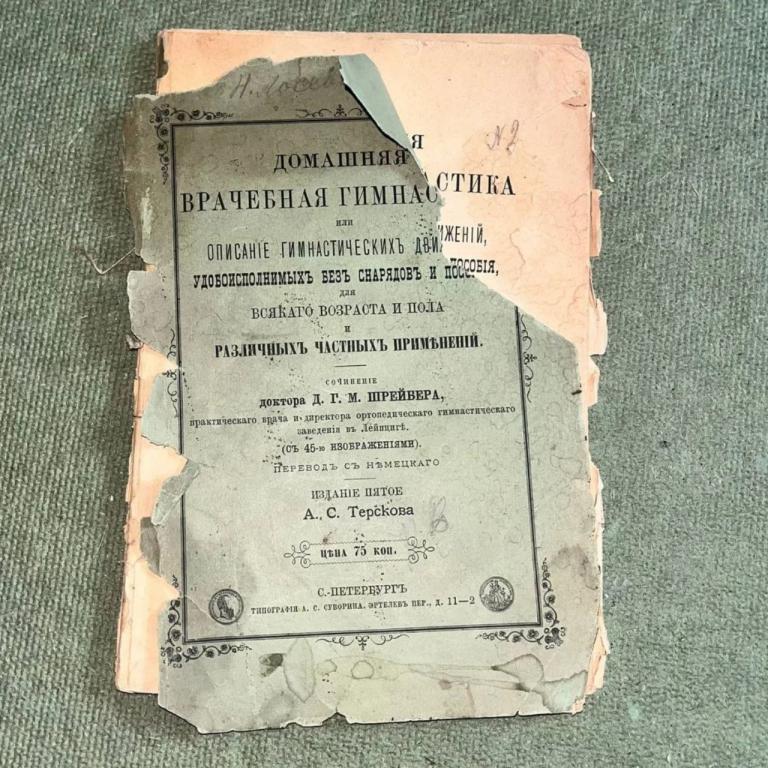 №2
ДОМАШНЯЯ
ВРАЧЕБНАЯ ГИМНАСТИКА
ИЛИ
ОПИСАНІЕ ГИМНАСТИЧЕСКИХЪ ДВИЖЕНІЙ,
УДОБОИСПОЛНИМЫХЪ БЕЗЪ СНАРЯДОВЪ И ПОСОБІЯ,
ДЛЯ
ВСЯКАГО ВОЗРАСТА И ПОЛА
И
РАЗЛИЧНЫХЪ ЧАСТНЫХЪ ПРИМѢНЕНІЙ.
СОЧИНЕНІЕ
доктора Д. Г. М. ШРЕЙБЕРА,
практическаго врача и директора ортопедическаго гимнастическаго
заведенія въ Лейпцигѣ.
(СЪ 45-ю ИЗОБРАЖЕНІЯМИ).
ПЕРЕВОДЪ СЪ НѢМЕЦКАГО
ИЗДАНІЕ ПЯТОЕ
А. С. Терскова
ЦѢНА 75 КОП.
С.-ПЕТЕРБУРГЪ
ТИПОГРАФІЯ А. С. СУВОРИНА. ЭРТЕЛЕВЪ ПЕР., Д. 11—2